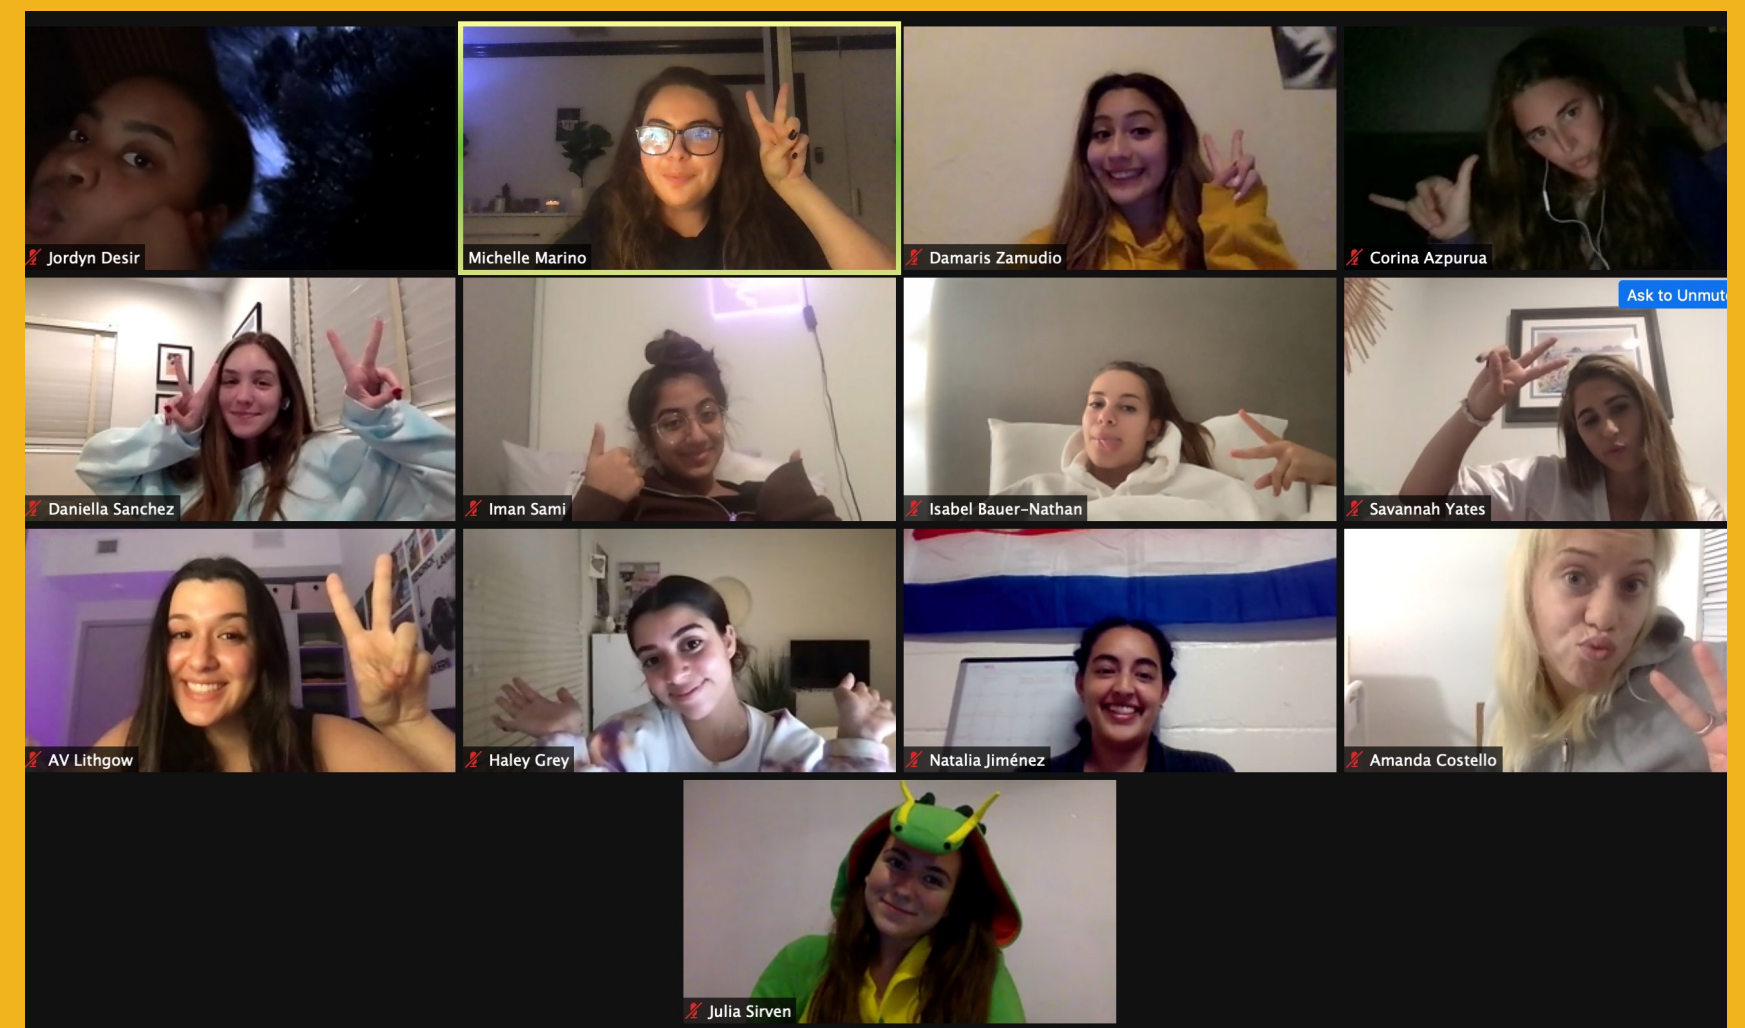 Jordyn Desir
Michelle Marino
Damaris Zamudio
Corina Azpurua
Ask to Unmute
Daniella Sanchez
Iman Sami
Isabel Bauer-Nathan
Savannah Yates
AV Lithgow
Haley Grey
Natalia Jiménez
Amanda Costello
Julia Sirven